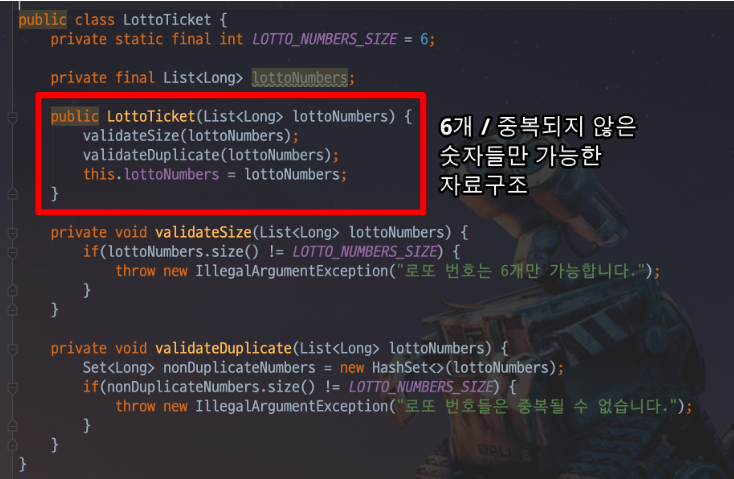 public class LottoTicket {
private static final int LOTTO_NUMBERS_SIZE = 6;
private final List<Long> lottoNumbers;
public LottoTicket(List<Long> lottoNumbers) {
validateSize(lottoNumbers);
validateDuplicate(lottoNumbers);
this.lottoNumbers = lottoNumbers;
}
6개 / 중복되지 않은
숫자들만 가능한
자료구조
private void validateSize(List<Long> lottoNumbers) {
if(lottoNumbers.size() != LOTTO_NUMBERS_SIZE) {
throw new IllegalArgumentException("로또 번호는 6개만 가능합니다.");
}
}
private void validateDuplicate(List<Long> lottoNumbers) {
Set<Long> nonDuplicateNumbers = new HashSet<>(lottoNumbers);
if(nonDuplicateNumbers.size() != LOTTO_NUMBERS_SIZE) {
throw new IllegalArgumentException("로또 번호들은 중복될 수 없습니다.");
}
}
}
WALL